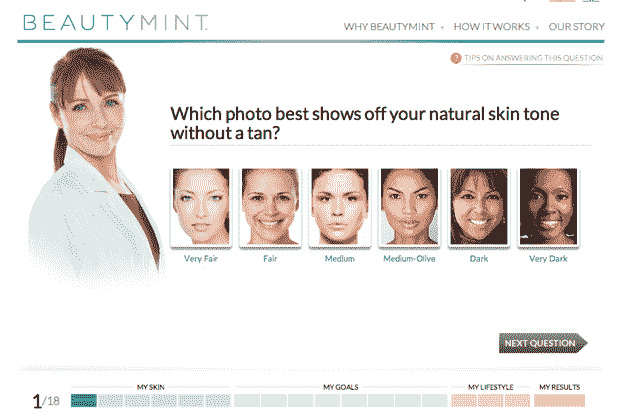 BEAUTYMINT
WHY BEAUTYMINT + HOW IT WORKS + OUR STORY
? TIPS ON ANSWERING THIS QUESTION
Which photo best shows off your natural skin tone
without a tan?
Very Fair Fair Medium Medium-Olive Dark Very Dark
NEXT QUESTION
MY SKIN MY GOALS MY LIFESTYLE MY RESULTS
1/18